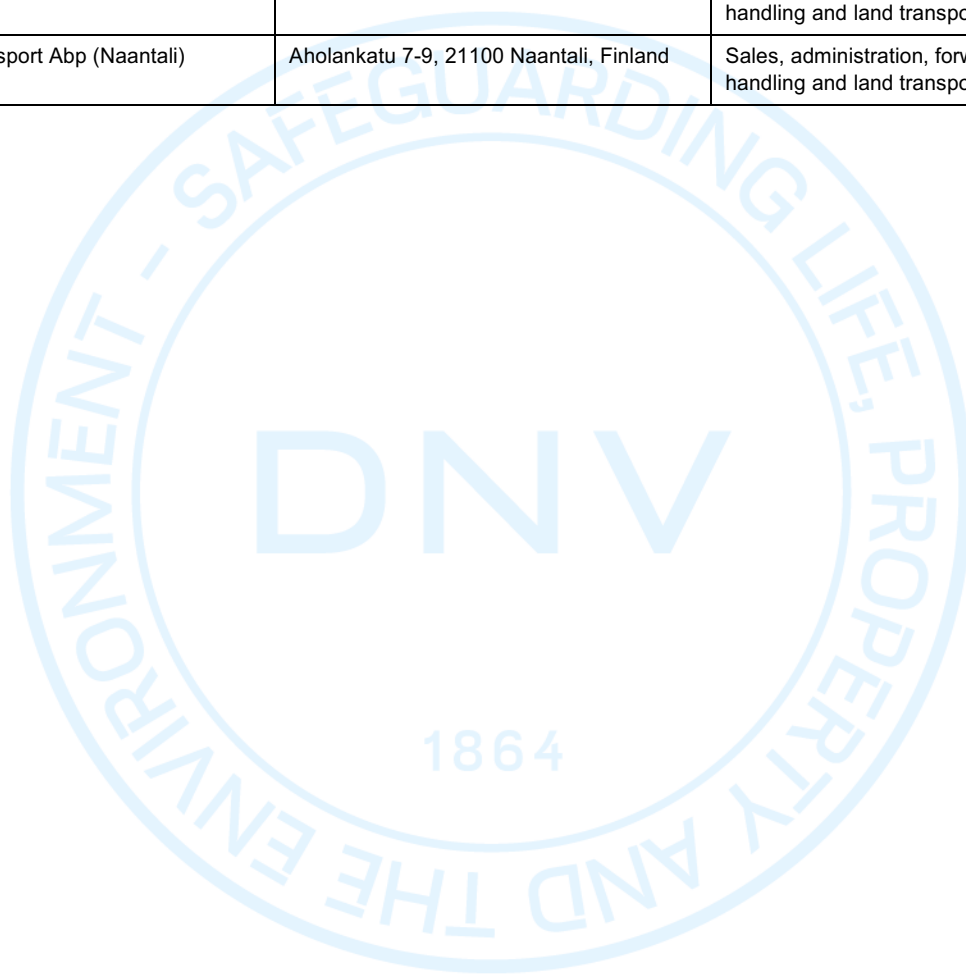 handling and land transpo
sport Abp (Naantali) Aholankatu 7-9, 21100 Naantali, Finland Sales, administration, forw
handling and land transpo
SAFEGUARDING LIFE, PROPERTY AND THE ENVIRONMENT -
DNV
1864